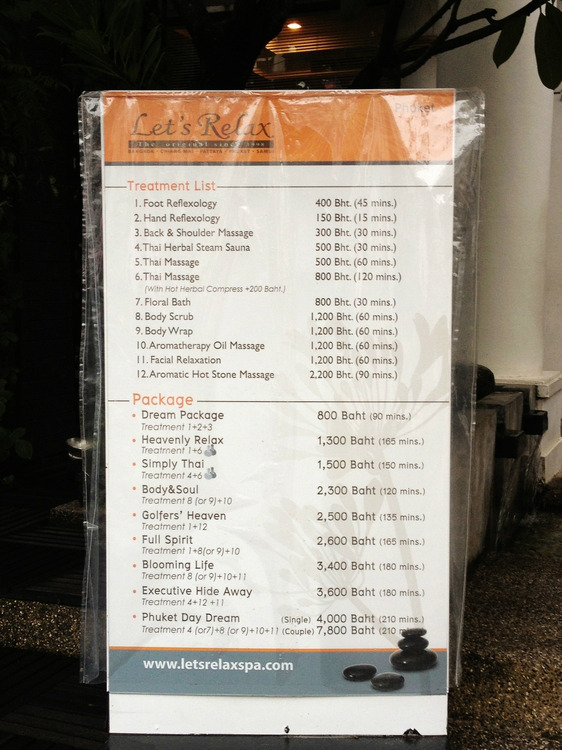 Phuket
Let's Relax
The original since 1998
BANGKOK · CHIANG MAI · PATTAYA · PHUKET · SAMUI
Treatment List
1. Foot Reflexology 400 Bht. (45 mins.)
2. Hand Reflexology 150 Bht. (15 mins.)
3. Back & Shoulder Massage 300 Bht. (30 mins.)
4. Thai Herbal Steam Sauna 500 Bht. (30 mins.)
5. Thai Massage 500 Bht. (60 mins.)
6. Thai Massage 800 Bht. (120 mins.)
(With Hot Herbal Compress +200 Baht.)
7. Floral Bath 800 Bht. (30 mins.)
8. Body Scrub 1,200 Bht. (60 mins.)
9. Body Wrap 1,200 Bht. (60 mins.)
10. Aromatherapy Oil Massage 1,200 Bht. (60 mins.)
11. Facial Relaxation 1,200 Bht. (60 mins.)
12. Aromatic Hot Stone Massage 2,200 Bht. (90 mins.)
Package
• Dream Package 800 Baht (90 mins.)
Treatment 1+2+3
• Heavenly Relax 1,300 Baht (165 mins.)
Treatment 1+6
• Simply Thai 1,500 Baht (150 mins.)
Treatment 4+6
• Body&Soul 2,300 Baht (120 mins.)
Treatment 8 (or 9)+10
• Golfers' Heaven 2,500 Baht (135 mins.)
Treatment 1+12
• Full Spirit 2,600 Baht (165 mins.)
Treatment 1+8(or 9)+10
• Blooming Life 3,400 Baht (180 mins.)
Treatment 8 (or 9)+10+11
• Executive Hide Away 3,600 Baht (180 mins.)
Treatment 4+12 +11
• Phuket Day Dream (Single) 4,000 Baht (210 mins.)
Treatment 4 (or7)+8 (or 9)+10+11 (Couple) 7,800 Baht (210
www.letsrelaxspa.com